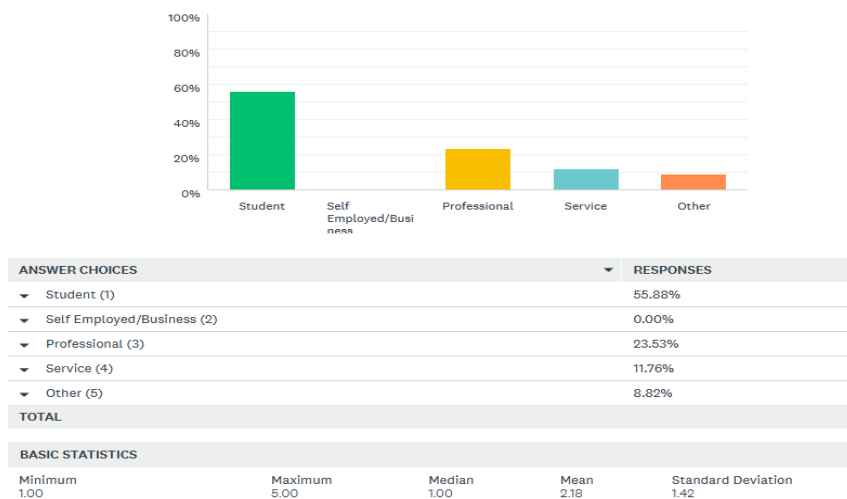 100%
80%
60%
40%
20%
0%
Student
Self
Employed/Busi
ness
Professional
Service
Other
ANSWER CHOICES RESPONSES
Student (1) 55.88%
Self Employed/Business (2) 0.00%
Professional (3) 23.53%
Service (4) 11.76%
Other (5) 8.82%
TOTAL
BASIC STATISTICS
Minimum Maximum Median Mean Standard Deviation
1.00 5.00 1.00 2.18 1.42